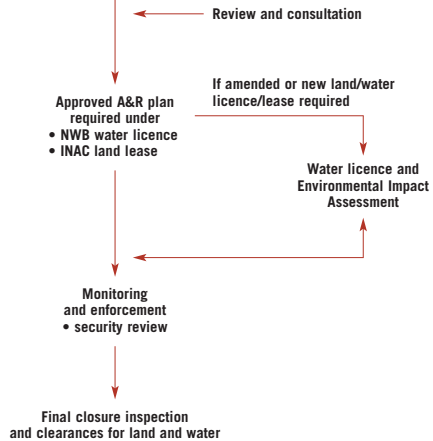 Review and consultation
If amended or new land/water
licence/lease required
Approved A&R plan
required under
• NWB water licence
• INAC land lease
Water licence and
Environmental Impact
Assessment
Monitoring
and enforcement
• security review
Final closure inspection
and clearances for land and water